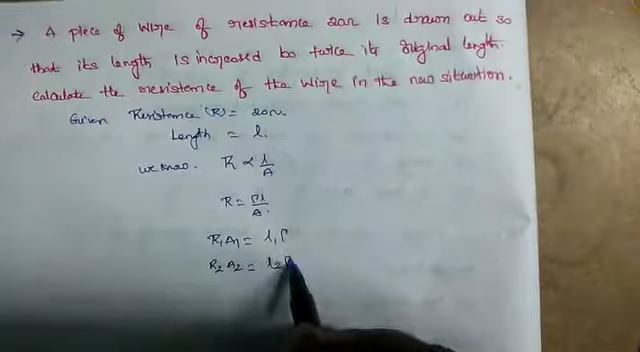 → A piece of wire of resistance 20Ω is drawn out so
that its length is increased to twice its original length.
Calculate the resistance of the wire in the new situation.
Given Resistance (R) = 20Ω.
Length = l.
we know. R ∝ l/A
R = ρl/A.
R₁A₁ = l₁ρ
R₂A₂ = l₂ρ